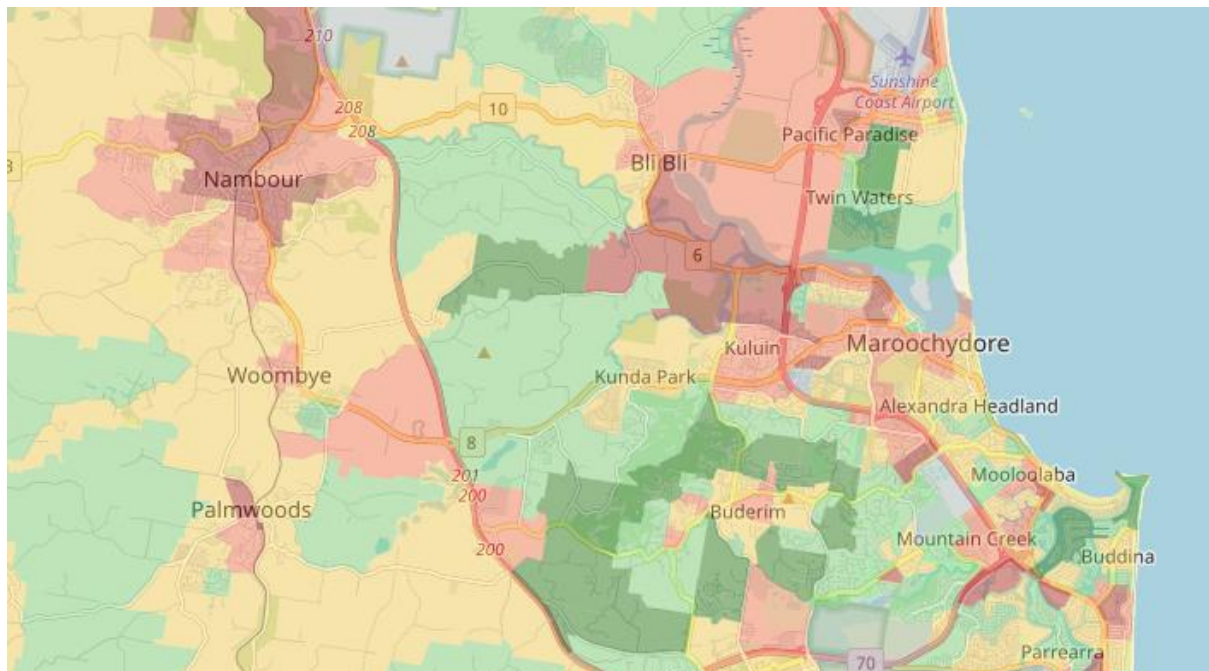 210
Sunshine
Coast Airport
208
10
208
Pacific Paradise
8
Bli Bli
Nambour
Twin Waters
6
Maroochydore
Kuluin
Woombye
Kunda Park
Alexandra Headland
8
201
Mooloolaba
200
Palmwoods
Buderim
Mountain Creek
200
Buddina
Parrearra
70